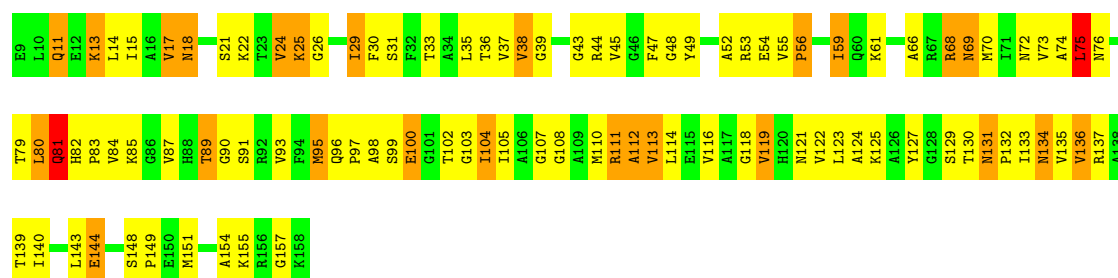 E9 L10 Q11 E12 K13 L14 I15 A16 V17 N18 S21 K22 T23 V24 K25 G26 I29 F30 S31 F32 T33 A34 L35 T36 V37 V38 G39 G43 R44 V45 G46 F47 G48 Y49 A52 R53 E54 V55 P56 I59 Q60 K61 A66 R67 R68 N69 M70 I71 N72 V73 A74 L75 N76
T79 L80 Q81 H82 P83 V84 K85 G86 V87 H88 T89 G90 S91 R92 V93 F94 M95 Q96 P97 A98 S99 E100 G101 T102 G103 I104 I105 A106 G107 G108 A109 M110 R111 A112 V113 L114 E115 V116 A117 G118 V119 H120 N121 V122 L123 A124 K125 A126 Y127 G128 S129 T130 N131 P132 I133 N134 V135 V136 R137 A138
T139 I140 L143 E144 S148 P149 E150 M151 A154 K155 R156 G157 K158